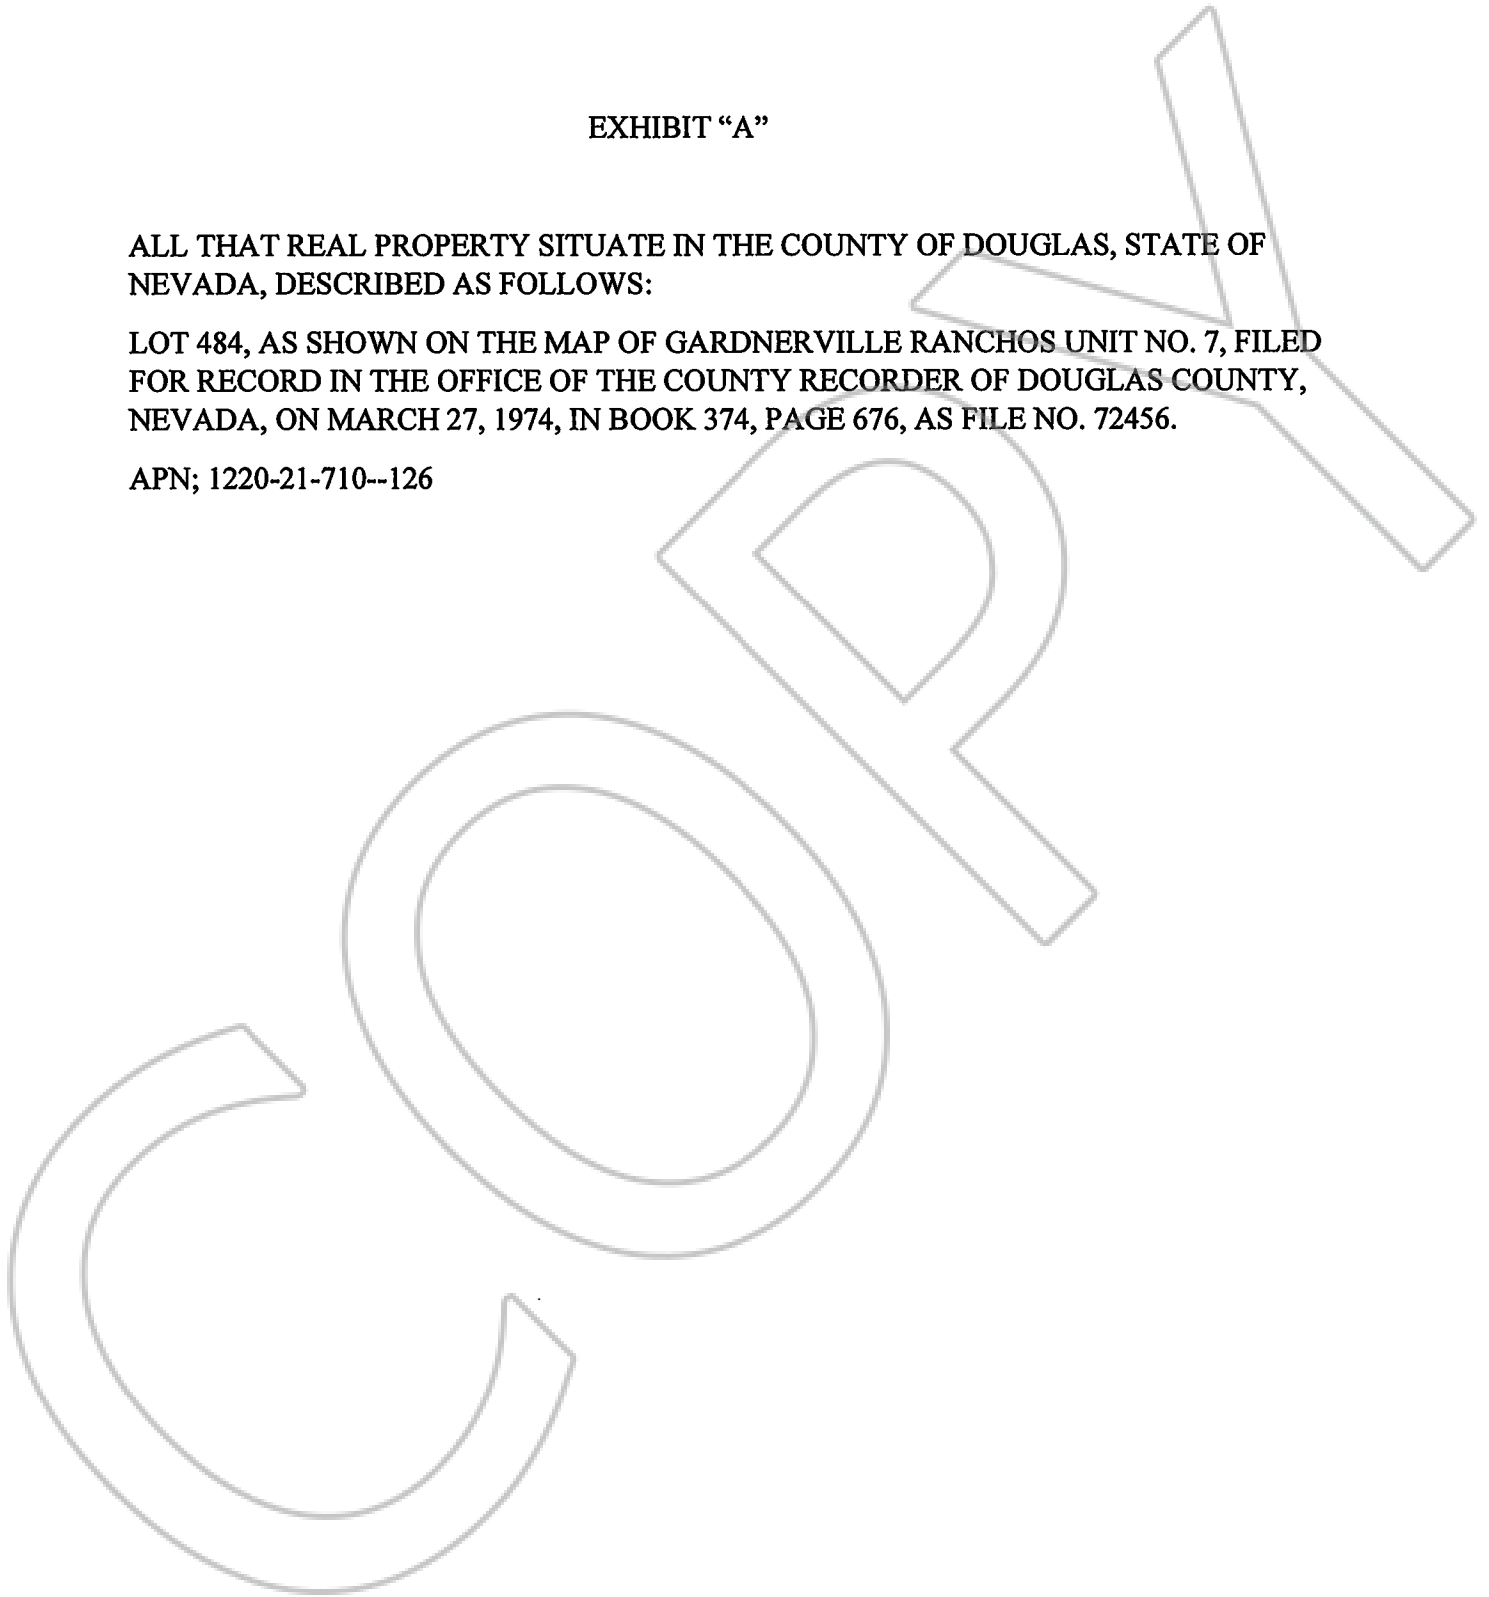 EXHIBIT “A”
ALL THAT REAL PROPERTY SITUATE IN THE COUNTY OF DOUGLAS, STATE OF
NEVADA, DESCRIBED AS FOLLOWS:
LOT 484, AS SHOWN ON THE MAP OF GARDNERVILLE RANCHOS UNIT NO. 7, FILED
FOR RECORD IN THE OFFICE OF THE COUNTY RECORDER OF DOUGLAS COUNTY,
NEVADA, ON MARCH 27, 1974, IN BOOK 374, PAGE 676, AS FILE NO. 72456.
APN; 1220-21-710--126
COPY